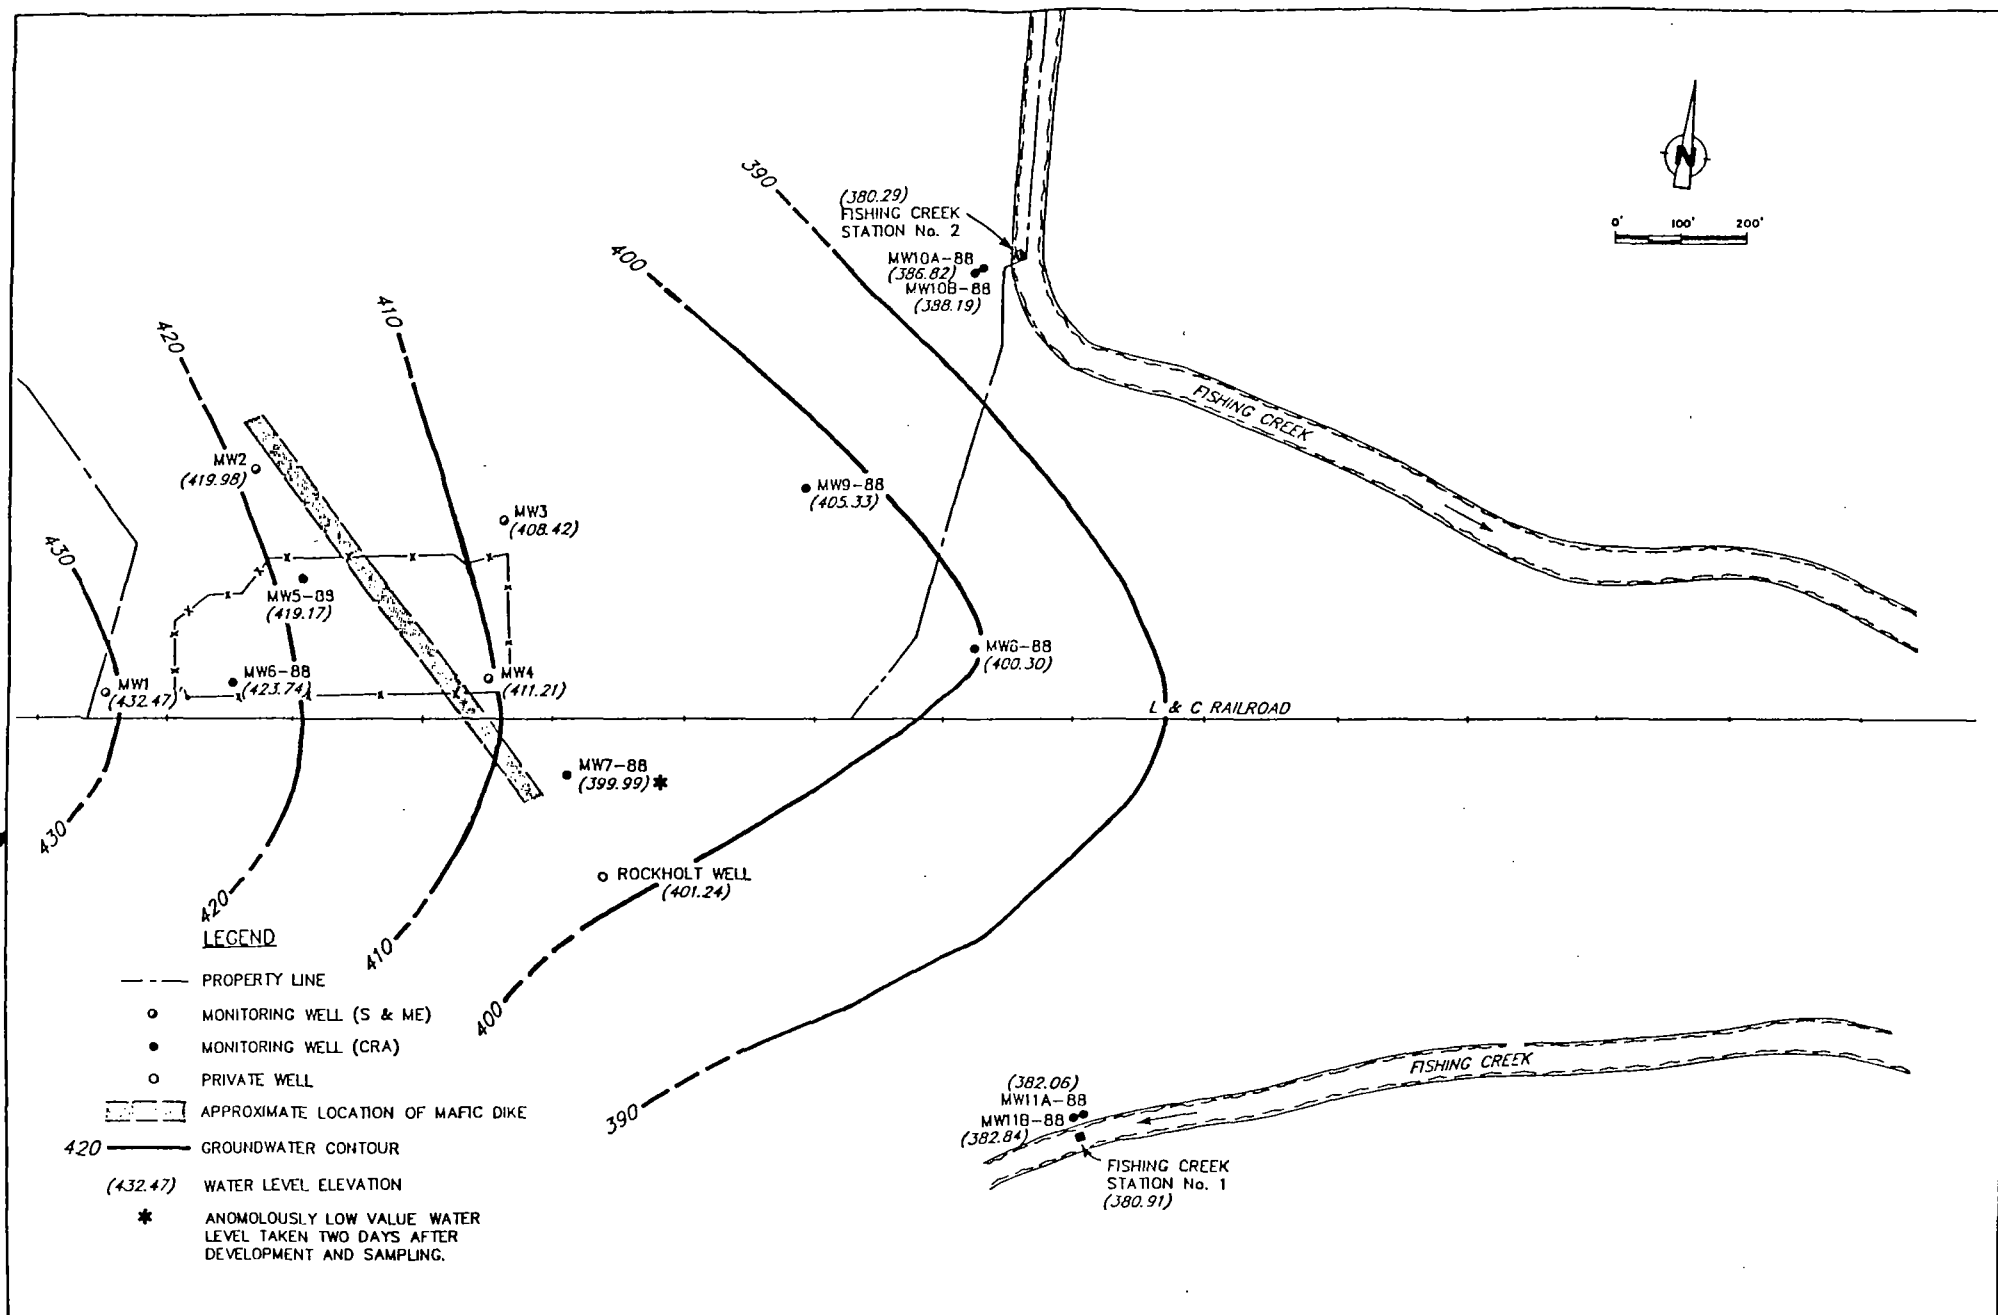 390
(380.29)
FISHING CREEK
STATION No. 2
N
0' 100' 200'
400
MW10A-88
(386.82)
MW10B-88
(388.19)
410
420
FISHING CREEK
MW2
(419.98)
MW9-88
(405.33)
MW3
(408.42)
430
MW5-88
(419.17)
MW6-88
(423.74)
MW1
(432.47)
MW4
(411.21)
MW8-88
(400.30)
L & C RAILROAD
MW7-88
(399.99)*
430
ROCKHOLT WELL
(401.24)
420
410
400
390
LEGEND
PROPERTY LINE
MONITORING WELL (S & ME)
MONITORING WELL (CRA)
PRIVATE WELL
APPROXIMATE LOCATION OF MAFIC DIKE
420 GROUNDWATER CONTOUR
(432.47) WATER LEVEL ELEVATION
* ANOMOLOUSLY LOW VALUE WATER
LEVEL TAKEN TWO DAYS AFTER
DEVELOPMENT AND SAMPLING.
FISHING CREEK
(382.06)
MW11A-88
MW11B-88
(382.84)
FISHING CREEK
STATION No. 1
(380.91)